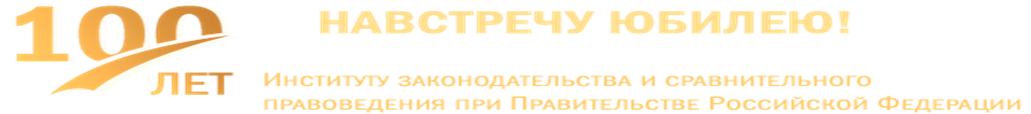 100
ЛЕТ
НАВСТРЕЧУ ЮБИЛЕЮ!
Институту законодательства и сравнительного
правоведения при Правительстве Российской Федерации